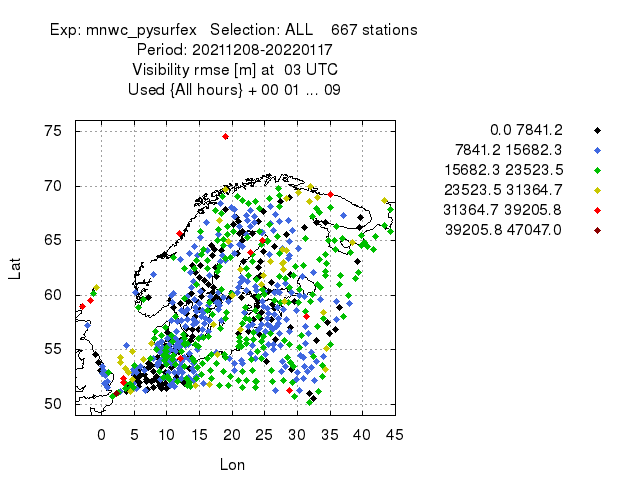 Exp: mnwc_pysurfex   Selection: ALL    667 stations
Period: 20211208-20220117
Visibility rmse [m] at  03 UTC
Used {All hours} + 00 01 ... 09
0.0 7841.2
7841.2 15682.3
15682.3 23523.5
23523.5 31364.7
31364.7 39205.8
39205.8 47047.0
75
70
65
60
55
50
Lat
0 5 10 15 20 25 30 35 40 45
Lon